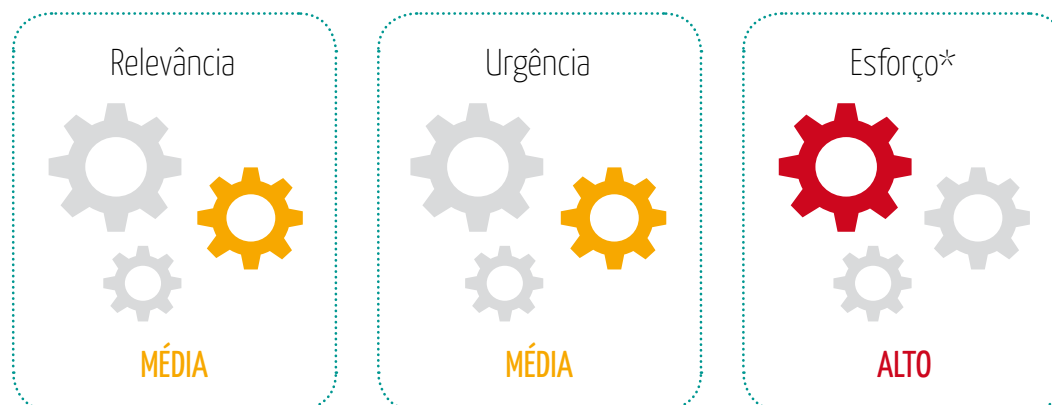 Relevância
Urgência
Esforço*
MÉDIA
MÉDIA
ALTO